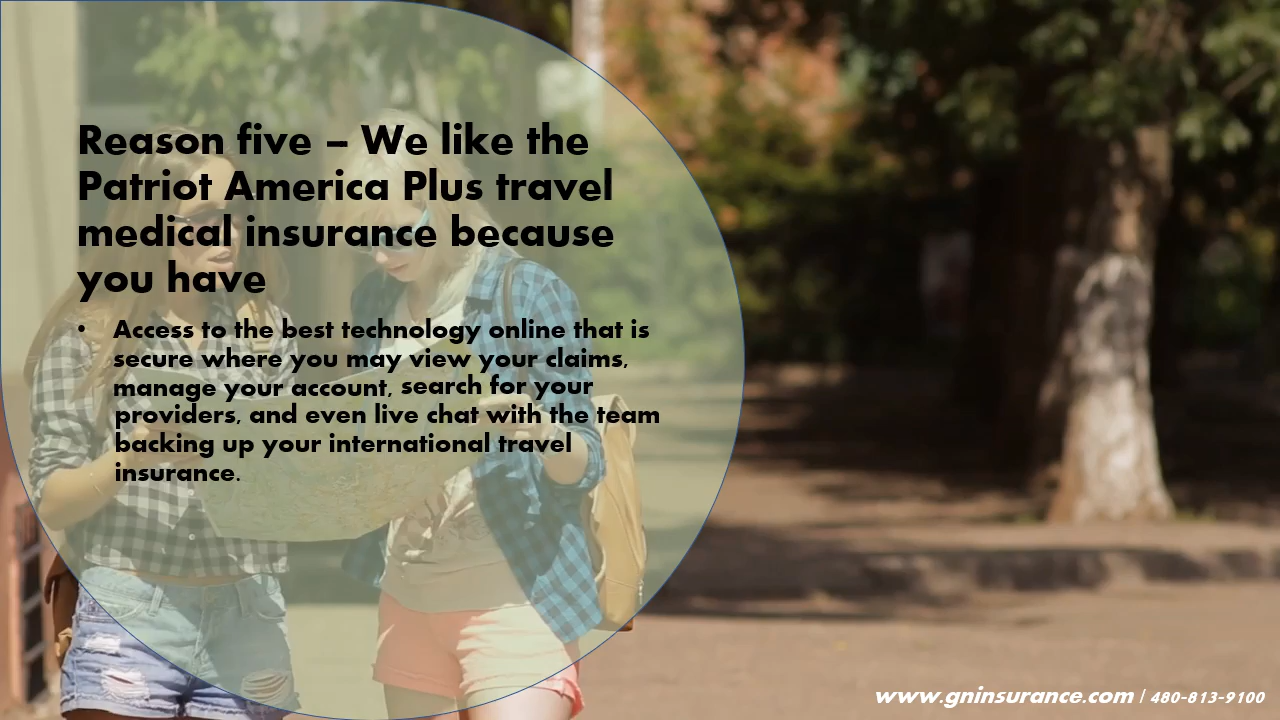 Reason five – We like the
Patriot America Plus travel
medical insurance because
you have
• Access to the best technology online that is
secure where you may view your claims,
manage your account, search for your
providers, and even live chat with the team
backing up your international travel
insurance.
www.gninsurance.com | 480-813-9100